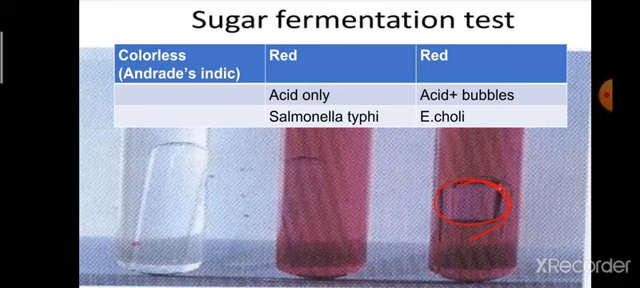 Sugar fermentation test
Colorless Red Red
(Andrade's indic)
Acid only Acid+ bubbles
Salmonella typhi E.choli
XRecorder